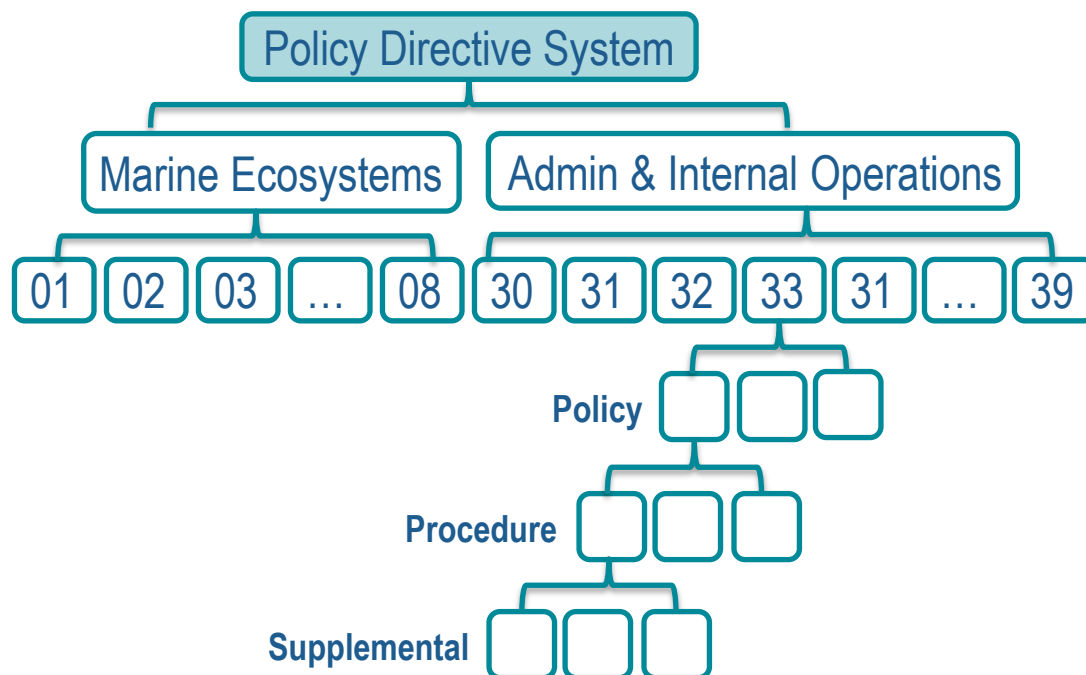 Policy Directive System
Marine Ecosystems
Admin & Internal Operations
01 02 03 … 08 30 31 32 33 31 … 39
Policy
Procedure
Supplemental